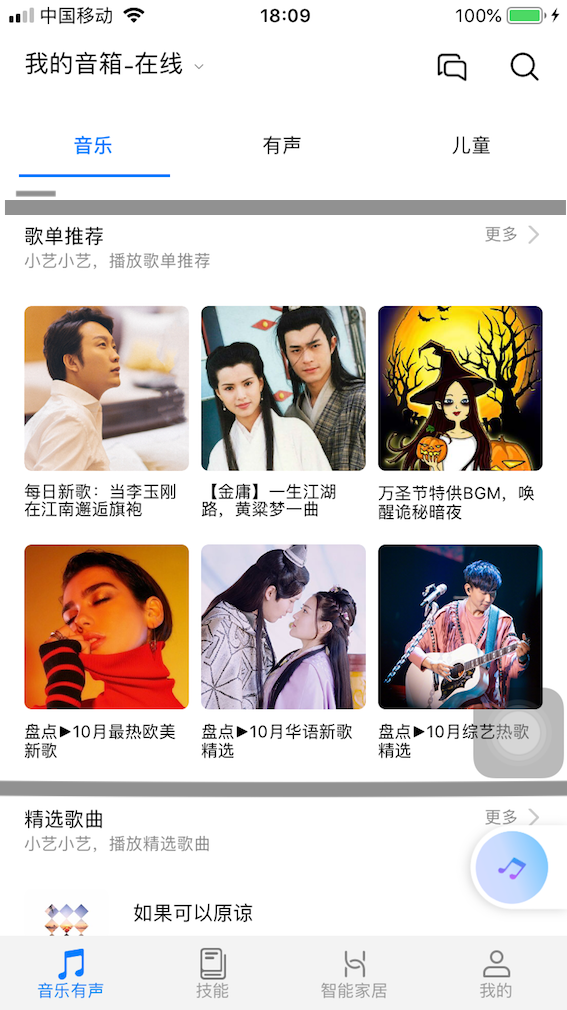 中国移动
18:09
100%
我的音箱-在线
音乐
有声
儿童
歌单推荐
更多
小艺小艺，播放歌单推荐
每日新歌：当李玉刚
在江南邂逅旗袍
【金庸】一生江湖
路，黄粱梦一曲
万圣节特供BGM，唤
醒诡秘暗夜
盘点▶10月最热欧美
新歌
盘点▶10月华语新歌
精选
盘点▶10月综艺热歌
精选
精选歌曲
更多
小艺小艺，播放精选歌曲
如果可以原谅
音乐有声
技能
智能家居
我的